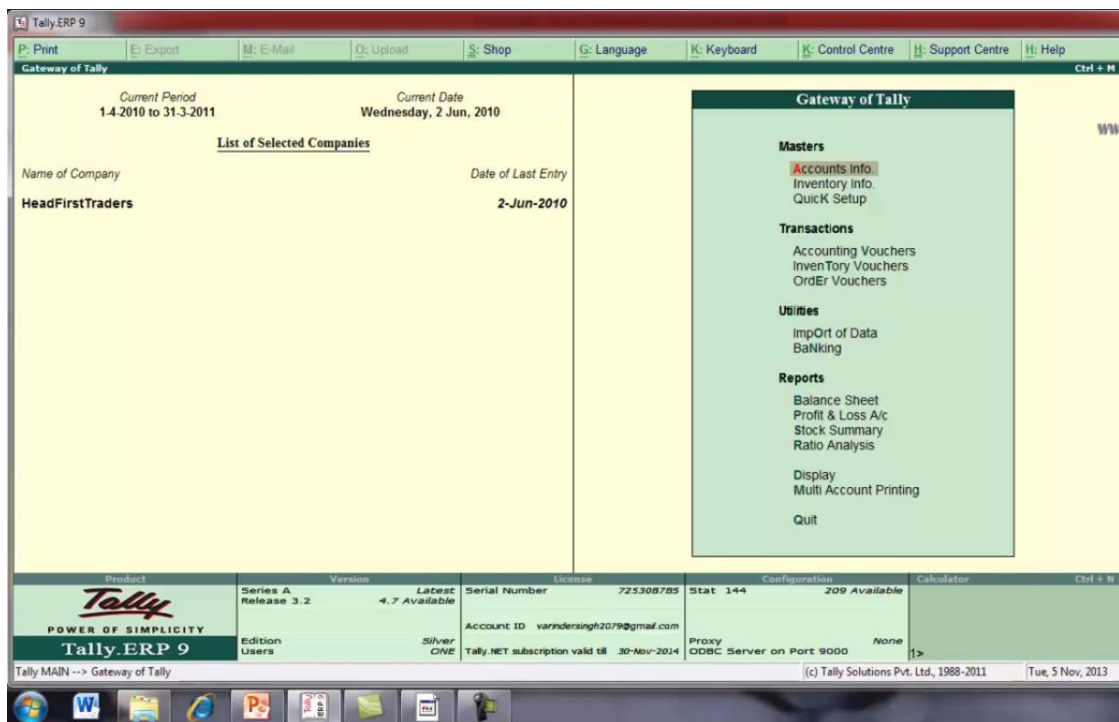 Tally.ERP 9
P: Print E: Export M: E-Mail O: Upload S: Shop G: Language K: Keyboard K: Control Centre H: Support Centre H: Help
Gateway of Tally Ctrl + M
Current Period Current Date
1-4-2010 to 31-3-2011 Wednesday, 2 Jun, 2010
List of Selected Companies
Name of Company Date of Last Entry
HeadFirstTraders 2-Jun-2010
Gateway of Tally
Masters
Accounts Info.
Inventory Info.
QuicK Setup
Transactions
Accounting Vouchers
InvenTory Vouchers
OrdEr Vouchers
Utilities
ImpOrt of Data
BaNking
Reports
Balance Sheet
Profit & Loss A/c
Stock Summary
Ratio Analysis
Display
Multi Account Printing
Quit
Product Version License Configuration Calculator Ctrl + N
Tally
POWER OF SIMPLICITY
Tally.ERP 9
Series A Latest
Release 3.2 4.7 Available
Edition Silver
Users ONE
Serial Number 725308785
Account ID varindersingh2079@gmail.com
Tally.NET subscription valid till 30-Nov-2014
Stat 144 209 Available
Proxy None
ODBC Server on Port 9000
1>
Tally MAIN --> Gateway of Tally (c) Tally Solutions Pvt. Ltd., 1988-2011 Tue, 5 Nov, 2013